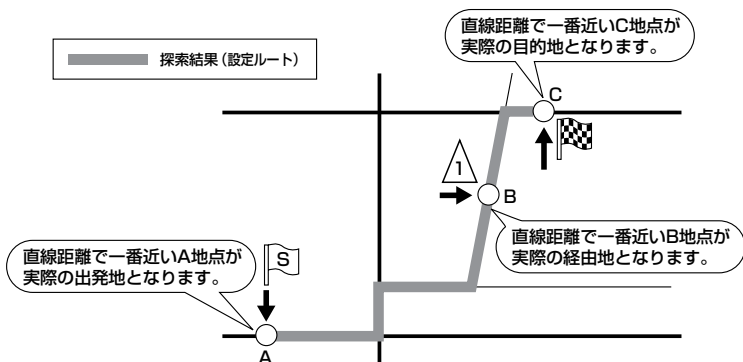 直線距離で一番近いC地点が
実際の目的地となります。
探索結果（設定ルート）
C
1
B
直線距離で一番近いB地点が
実際の経由地となります。
直線距離で一番近いA地点が
実際の出発地となります。
S
A